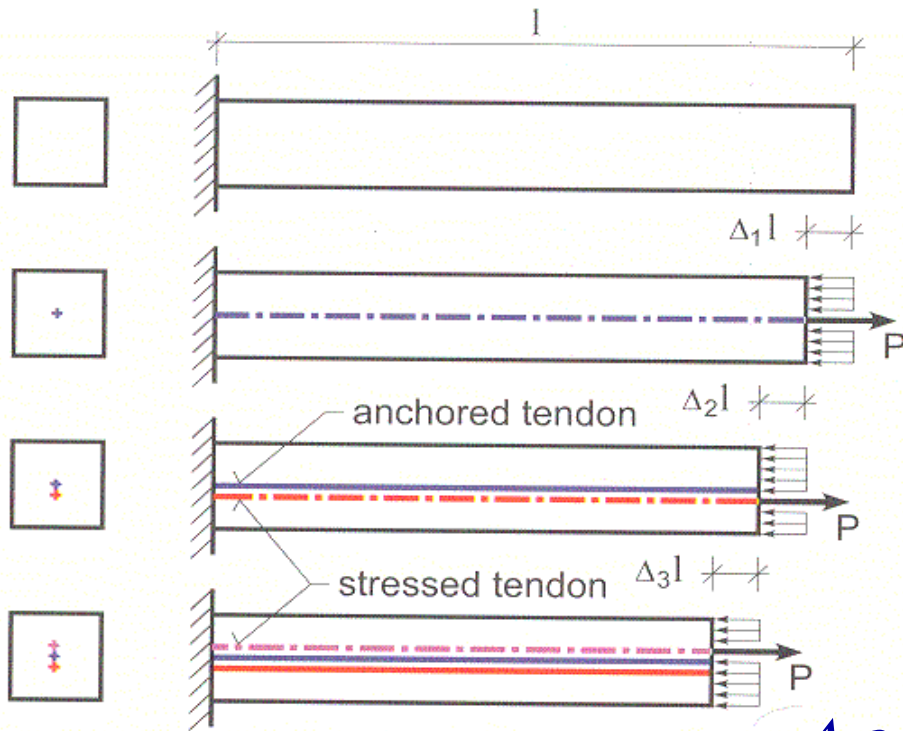 l
Δ₁l
P
anchored tendon
Δ₂l
P
stressed tendon
Δ₃l
P